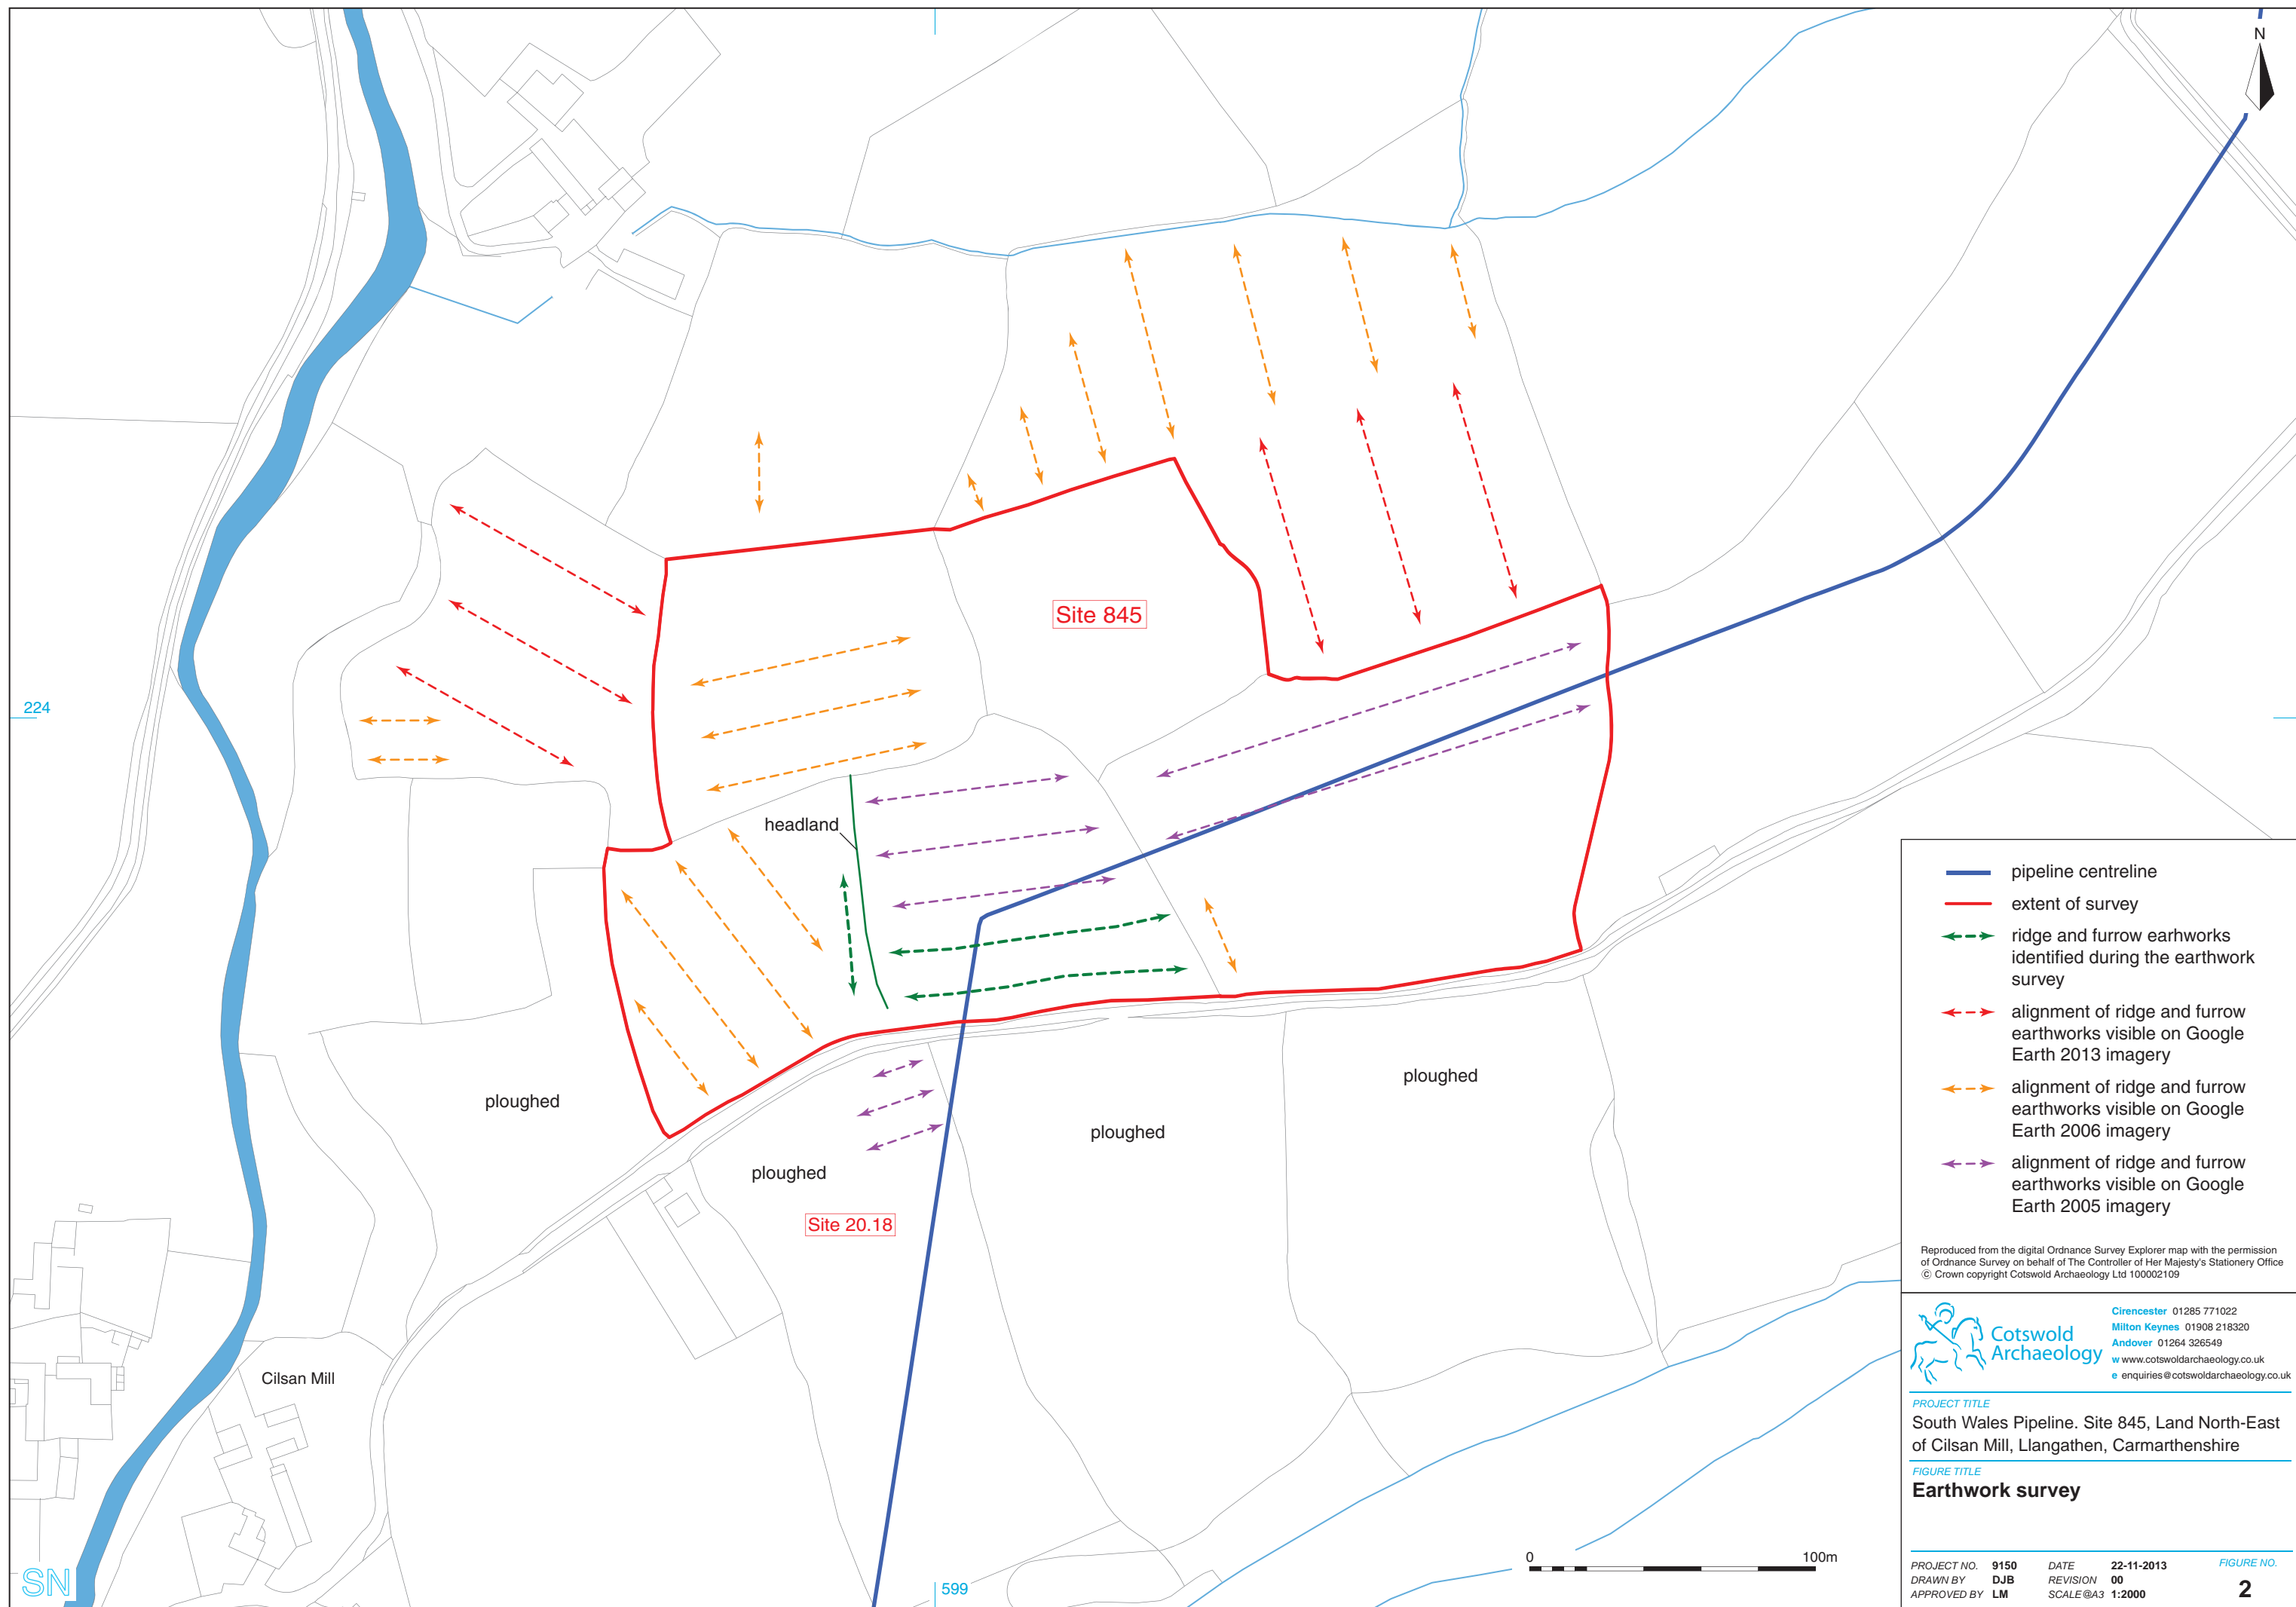 N
Site 845
224
headland
ploughed
ploughed
ploughed
ploughed
Site 20.18
Cilsan Mill
SN
599
0 100m
pipeline centreline
extent of survey
ridge and furrow earhworks
identified during the earthwork
survey
alignment of ridge and furrow
earthworks visible on Google
Earth 2013 imagery
alignment of ridge and furrow
earthworks visible on Google
Earth 2006 imagery
alignment of ridge and furrow
earthworks visible on Google
Earth 2005 imagery
Reproduced from the digital Ordnance Survey Explorer map with the permission
of Ordnance Survey on behalf of The Controller of Her Majesty's Stationery Office
© Crown copyright Cotswold Archaeology Ltd 100002109
Cotswold
Archaeology
Cirencester 01285 771022
Milton Keynes 01908 218320
Andover 01264 326549
w www.cotswoldarchaeology.co.uk
e enquiries@cotswoldarchaeology.co.uk
PROJECT TITLE
South Wales Pipeline. Site 845, Land North-East
of Cilsan Mill, Llangathen, Carmarthenshire
FIGURE TITLE
Earthwork survey
PROJECT NO. 9150 DATE 22-11-2013 FIGURE NO.
DRAWN BY DJB REVISION 00
APPROVED BY LM SCALE@A3 1:2000 2